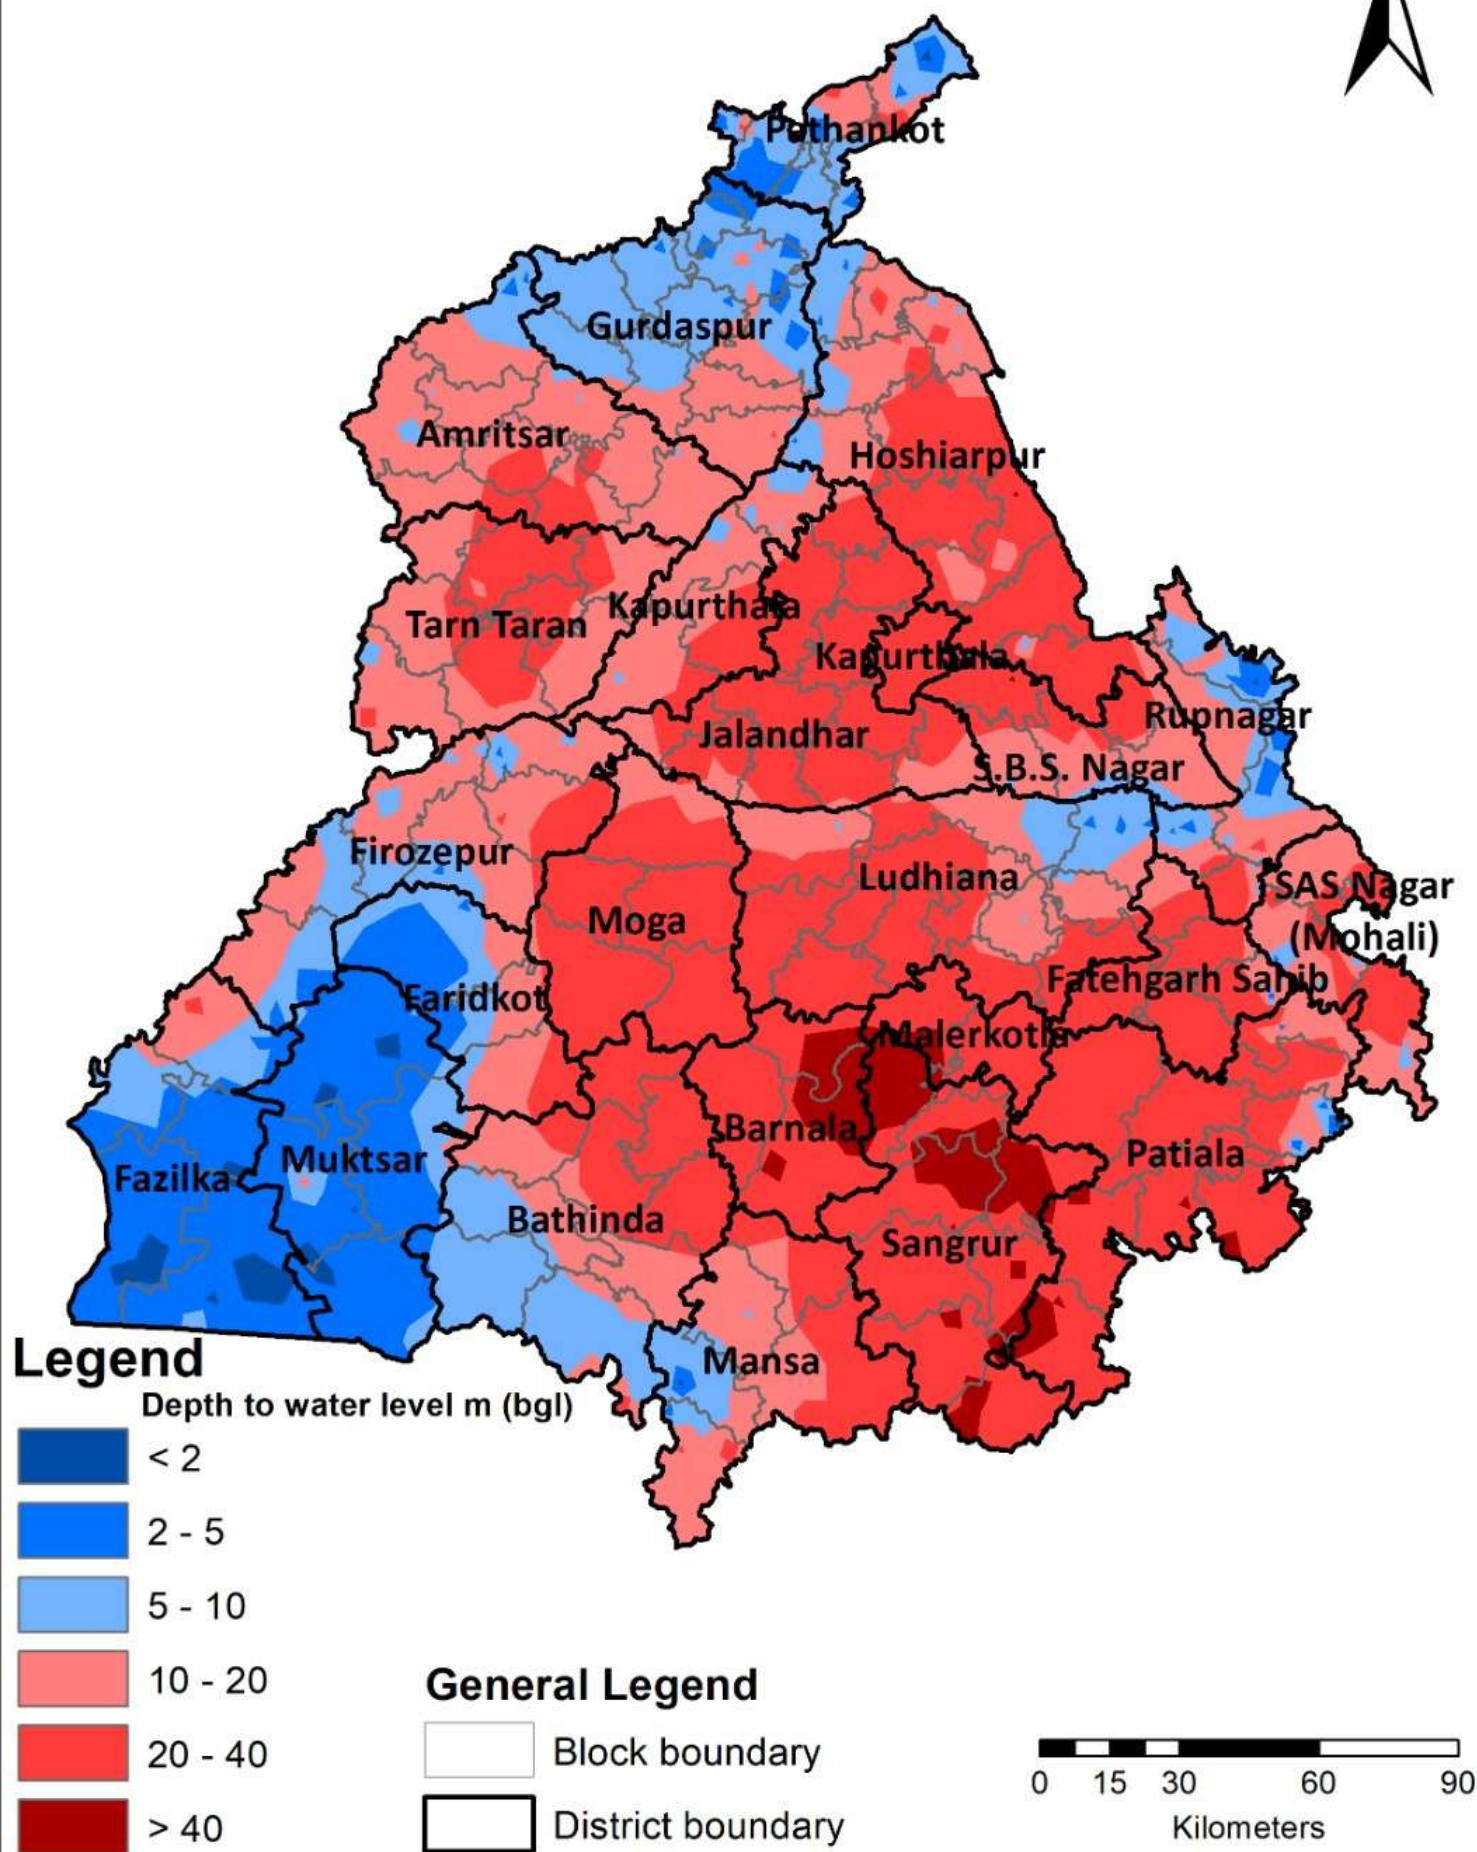 Pathankot
Gurdaspur
Amritsar
Hoshiarpur
Kapurthala
Tarn Taran
Kapurthala
Rupnagar
Jalandhar
S.B.S. Nagar
Firozepur
Ludhiana
SAS Nagar
(Mohali)
Moga
Fatehgarh Sahib
Faridkot
Malerkotla
Barnala
Patiala
Muktsar
Fazilka
Bathinda
Sangrur
Mansa
Legend
Depth to water level m (bgl)
< 2
2 - 5
5 - 10
10 - 20
20 - 40
> 40
General Legend
Block boundary
District boundary
0 15 30 60 90
Kilometers